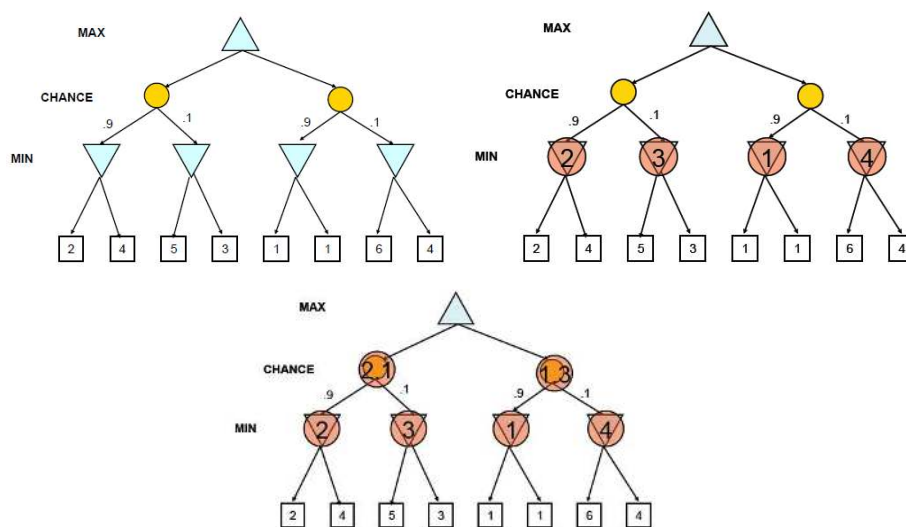 MAX
CHANCE
.9 .1 .9 .1
MIN
2 4 5 3 1 1 6 4
MAX
CHANCE
.9 .1 .9 .1
MIN 2 3 1 4
2 4 5 3 1 1 6 4
MAX
CHANCE 2.1 1.3
.9 .1 .9 .1
MIN 2 3 1 4
2 4 5 3 1 1 6 4